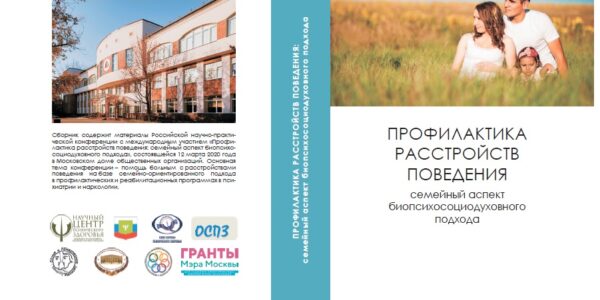 Сборник содержит материалы Российской научно-практи-
ческой конференции с международным участием «Профи-
лактика расстройств поведения: семейный аспект биопсихо-
социодуховного подхода», состоявшейся 12 марта 2020 года
в Московском доме общественных организаций. Основная
тема конференции – помощь больным с расстройствами
поведения на базе семейно-ориентированного подхода
в профилактических и реабилитационных программах в пси-
хиатрии и наркологии.
НАУЧНЫЙ
ЦЕНТР
ПСИХИЧЕСКОГО
ЗДОРОВЬЯ
ОСПЗ
ГРАНТЫ
Мэра Москвы
ПРОФИЛАКТИКА РАССТРОЙСТВ ПОВЕДЕНИЯ:
семейный аспект биопсихосоциодуховного подхода
ПРОФИЛАКТИКА
РАССТРОЙСТВ
ПОВЕДЕНИЯ
семейный аспект
биопсихосоциодуховного
подхода